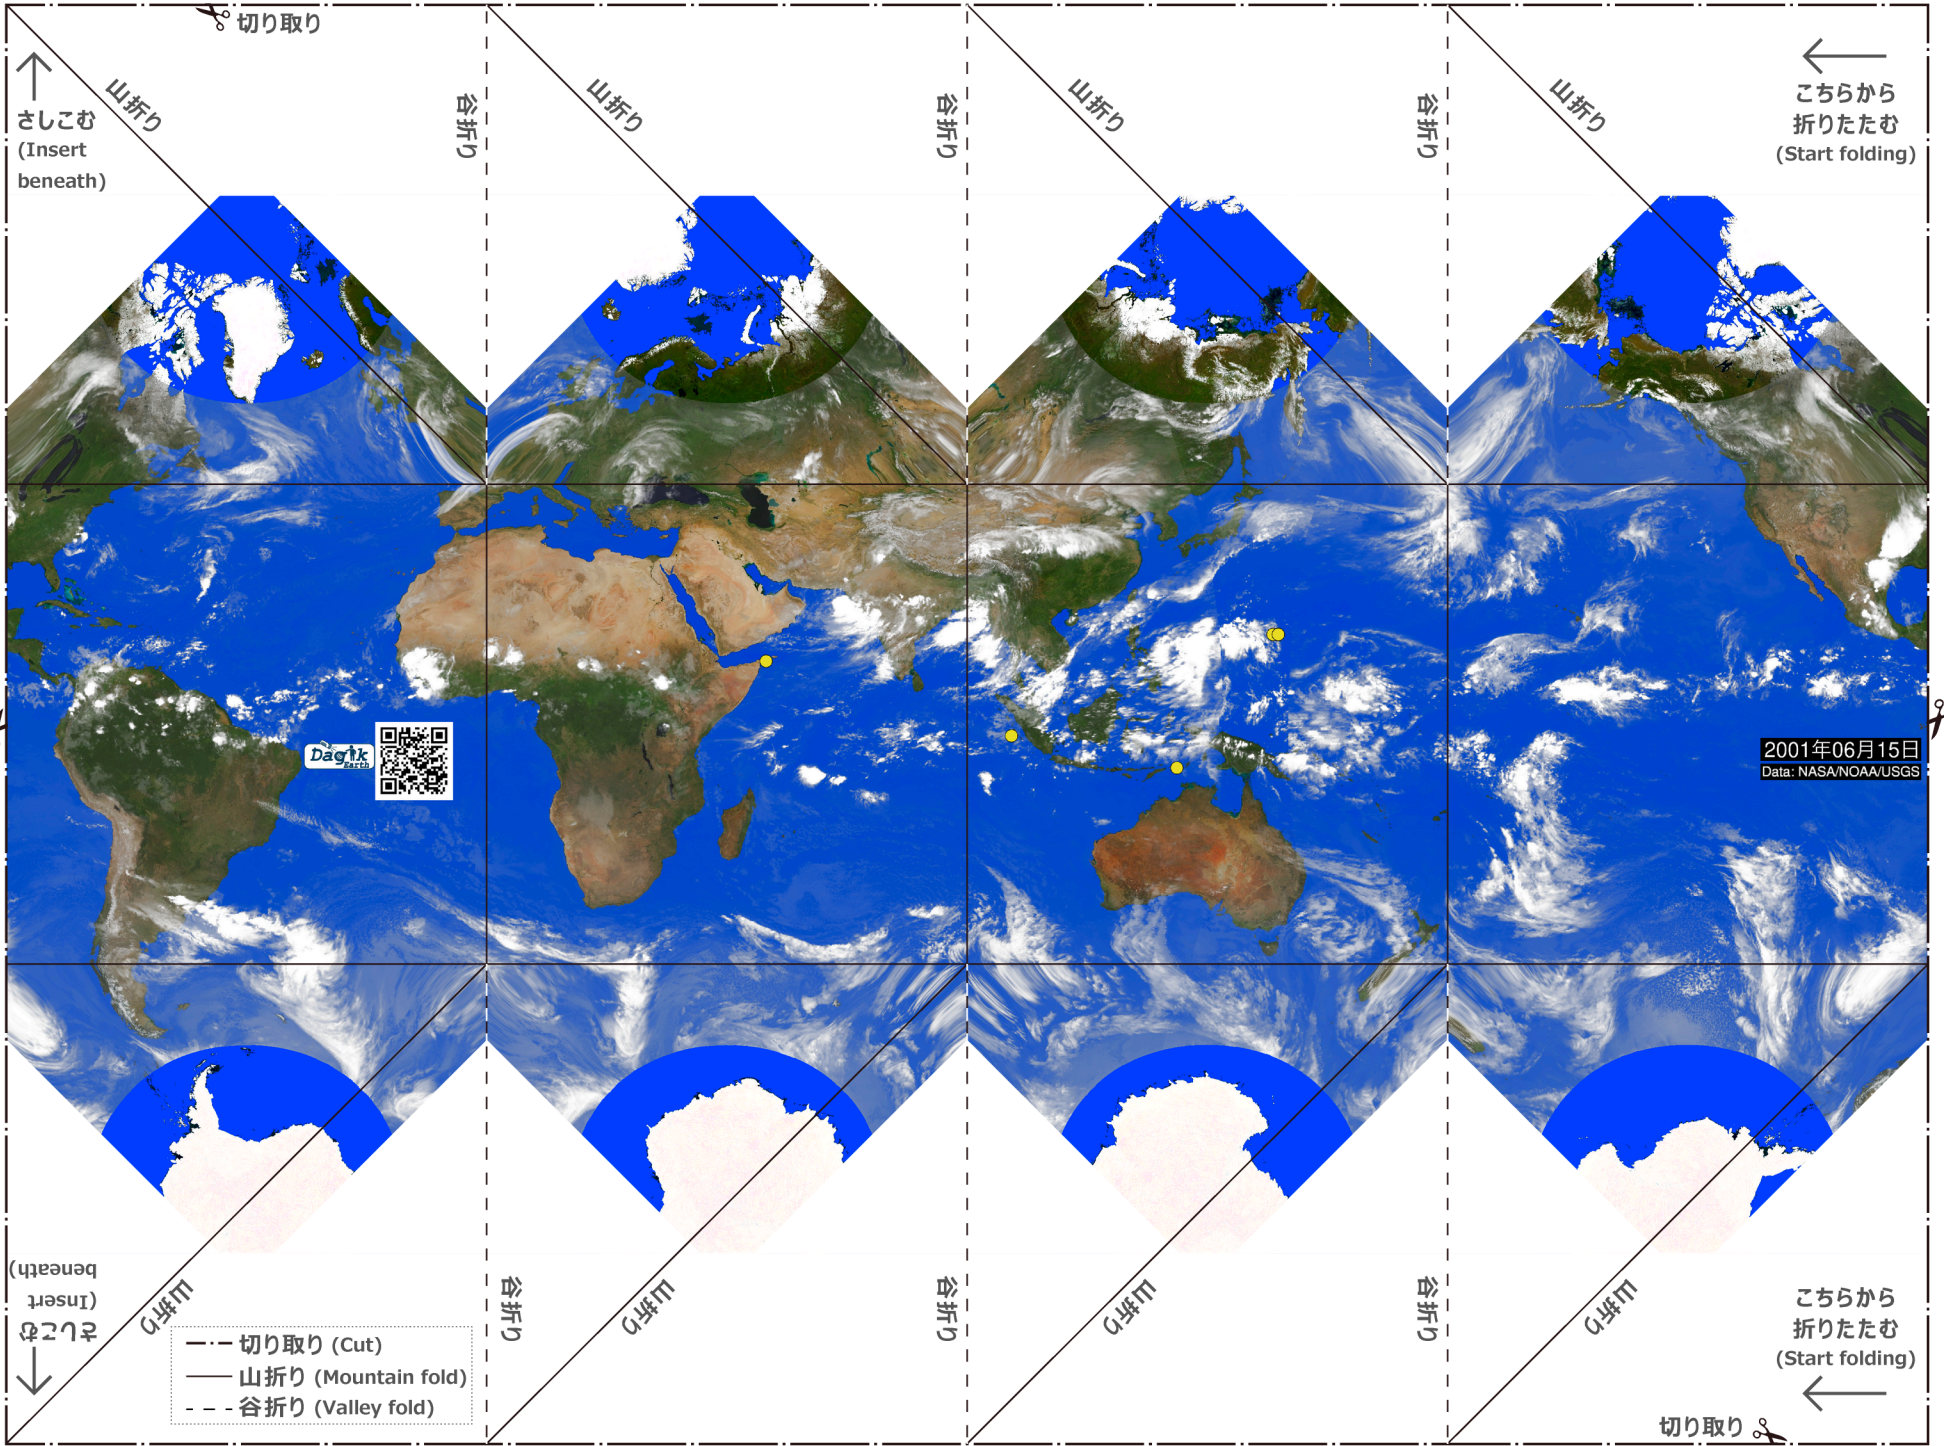 切り取り
山折り
谷折り
山折り
谷折り
山折り
谷折り
山折り
こちらから
折りたたむ
(Start folding)
さしこむ
(Insert
beneath)
Dagik
Earth
2001年06月15日
Data: NASA/NOAA/USGS
さしこむ
(Insert
beneath)
山折り
谷折り
山折り
谷折り
山折り
谷折り
山折り
こちらから
折りたたむ
(Start folding)
切り取り (Cut)
山折り (Mountain fold)
谷折り (Valley fold)
切り取り